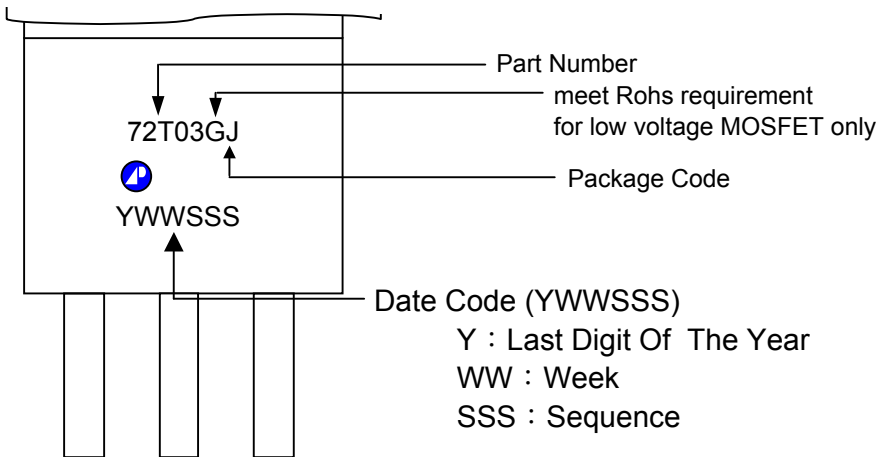 Part Number
meet Rohs requirement
for low voltage MOSFET only
72T03GJ
Package Code
YWWSSS
Date Code (YWWSSS)
Y：Last Digit Of The Year
WW：Week
SSS：Sequence